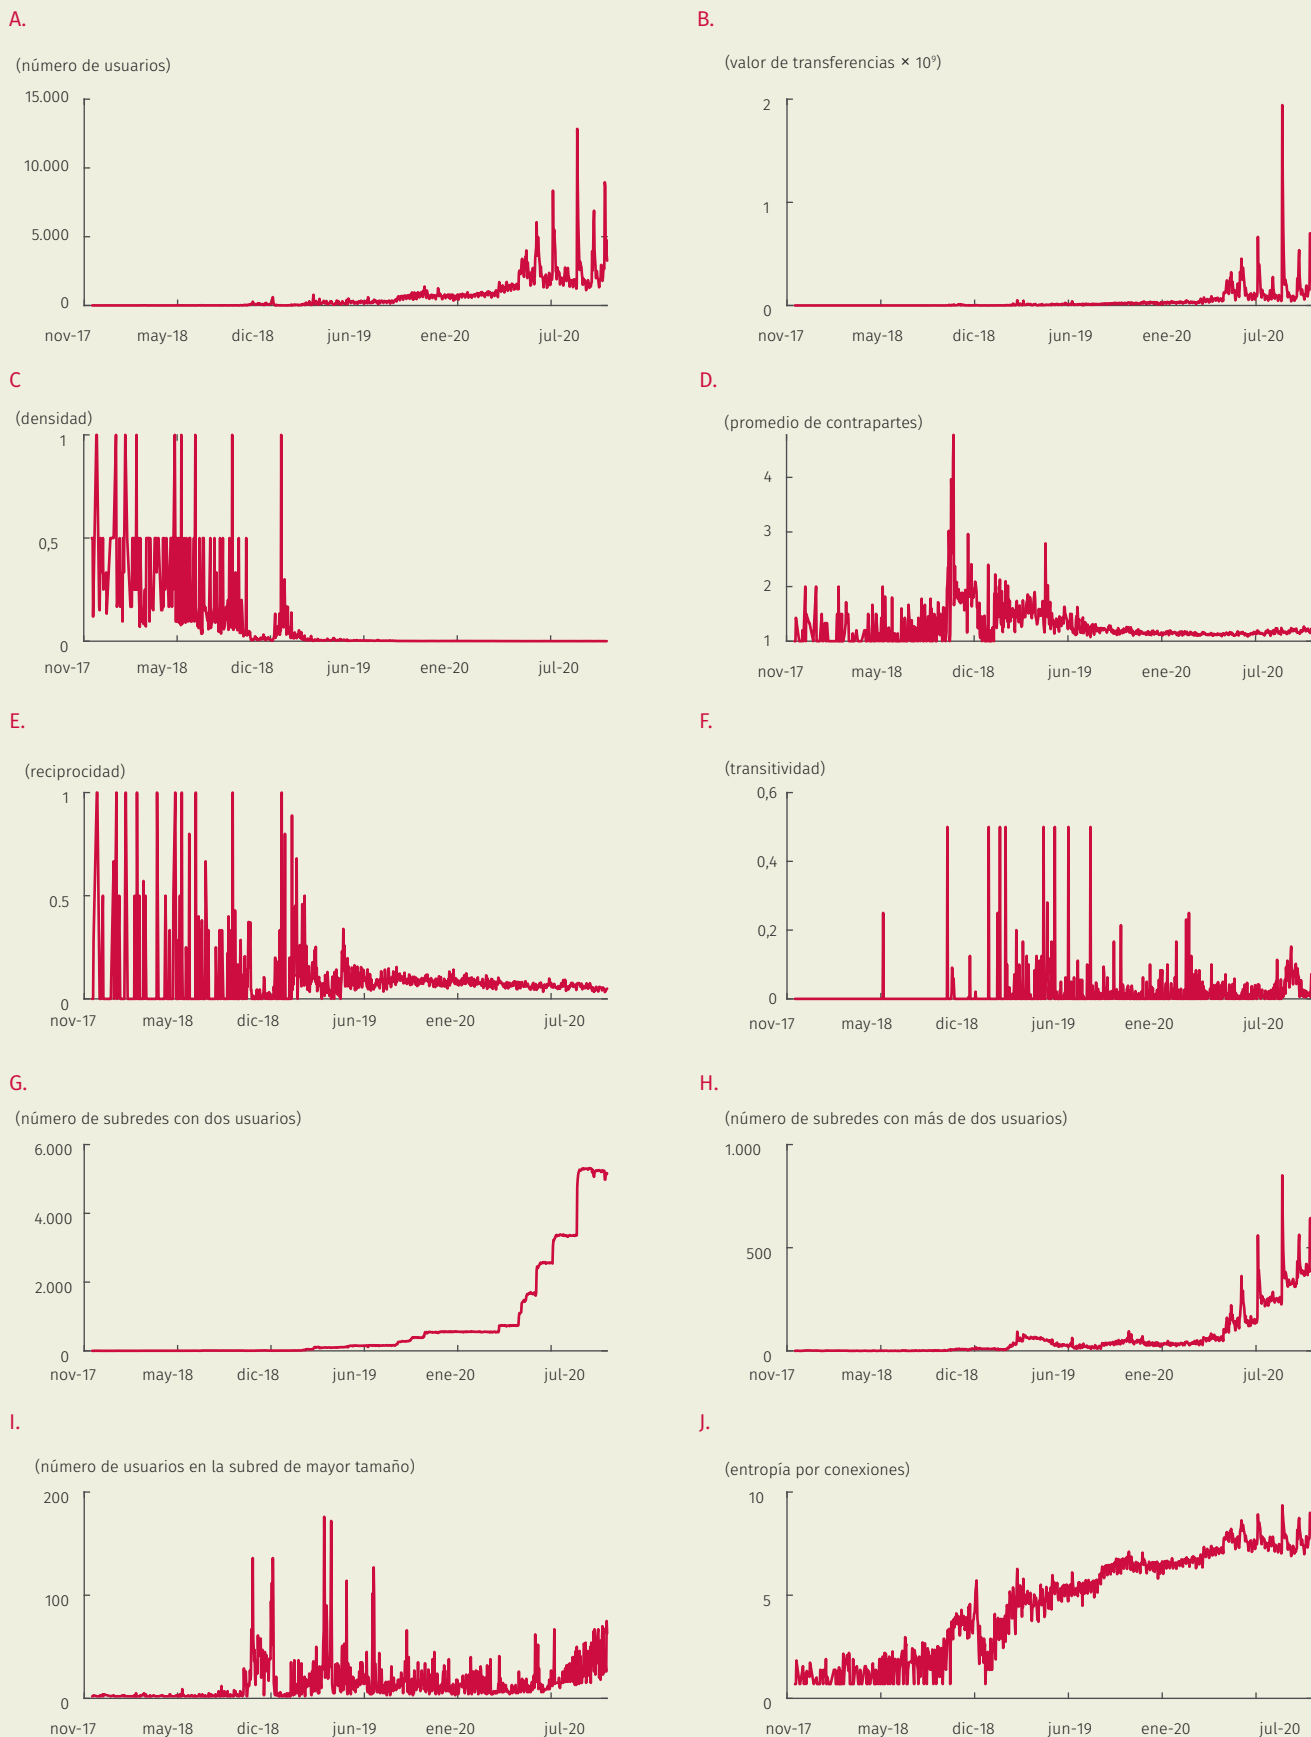 A.
(número de usuarios)
15.000
10.000
5.000
0
nov-17 may-18 dic-18 jun-19 ene-20 jul-20
B.
(valor de transferencias × 10⁹)
2
1
0
nov-17 may-18 dic-18 jun-19 ene-20 jul-20
C
(densidad)
1
0,5
0
nov-17 may-18 dic-18 jun-19 ene-20 jul-20
D.
(promedio de contrapartes)
4
3
2
1
nov-17 may-18 dic-18 jun-19 ene-20 jul-20
E.
(reciprocidad)
1
0.5
0
nov-17 may-18 dic-18 jun-19 ene-20 jul-20
F.
(transitividad)
0,6
0,4
0,2
0
nov-17 may-18 dic-18 jun-19 ene-20 jul-20
G.
(número de subredes con dos usuarios)
6.000
4.000
2.000
0
nov-17 may-18 dic-18 jun-19 ene-20 jul-20
H.
(número de subredes con más de dos usuarios)
1.000
500
0
nov-17 may-18 dic-18 jun-19 ene-20 jul-20
I.
(número de usuarios en la subred de mayor tamaño)
200
100
0
nov-17 may-18 dic-18 jun-19 ene-20 jul-20
J.
(entropía por conexiones)
10
5
0
nov-17 may-18 dic-18 jun-19 ene-20 jul-20